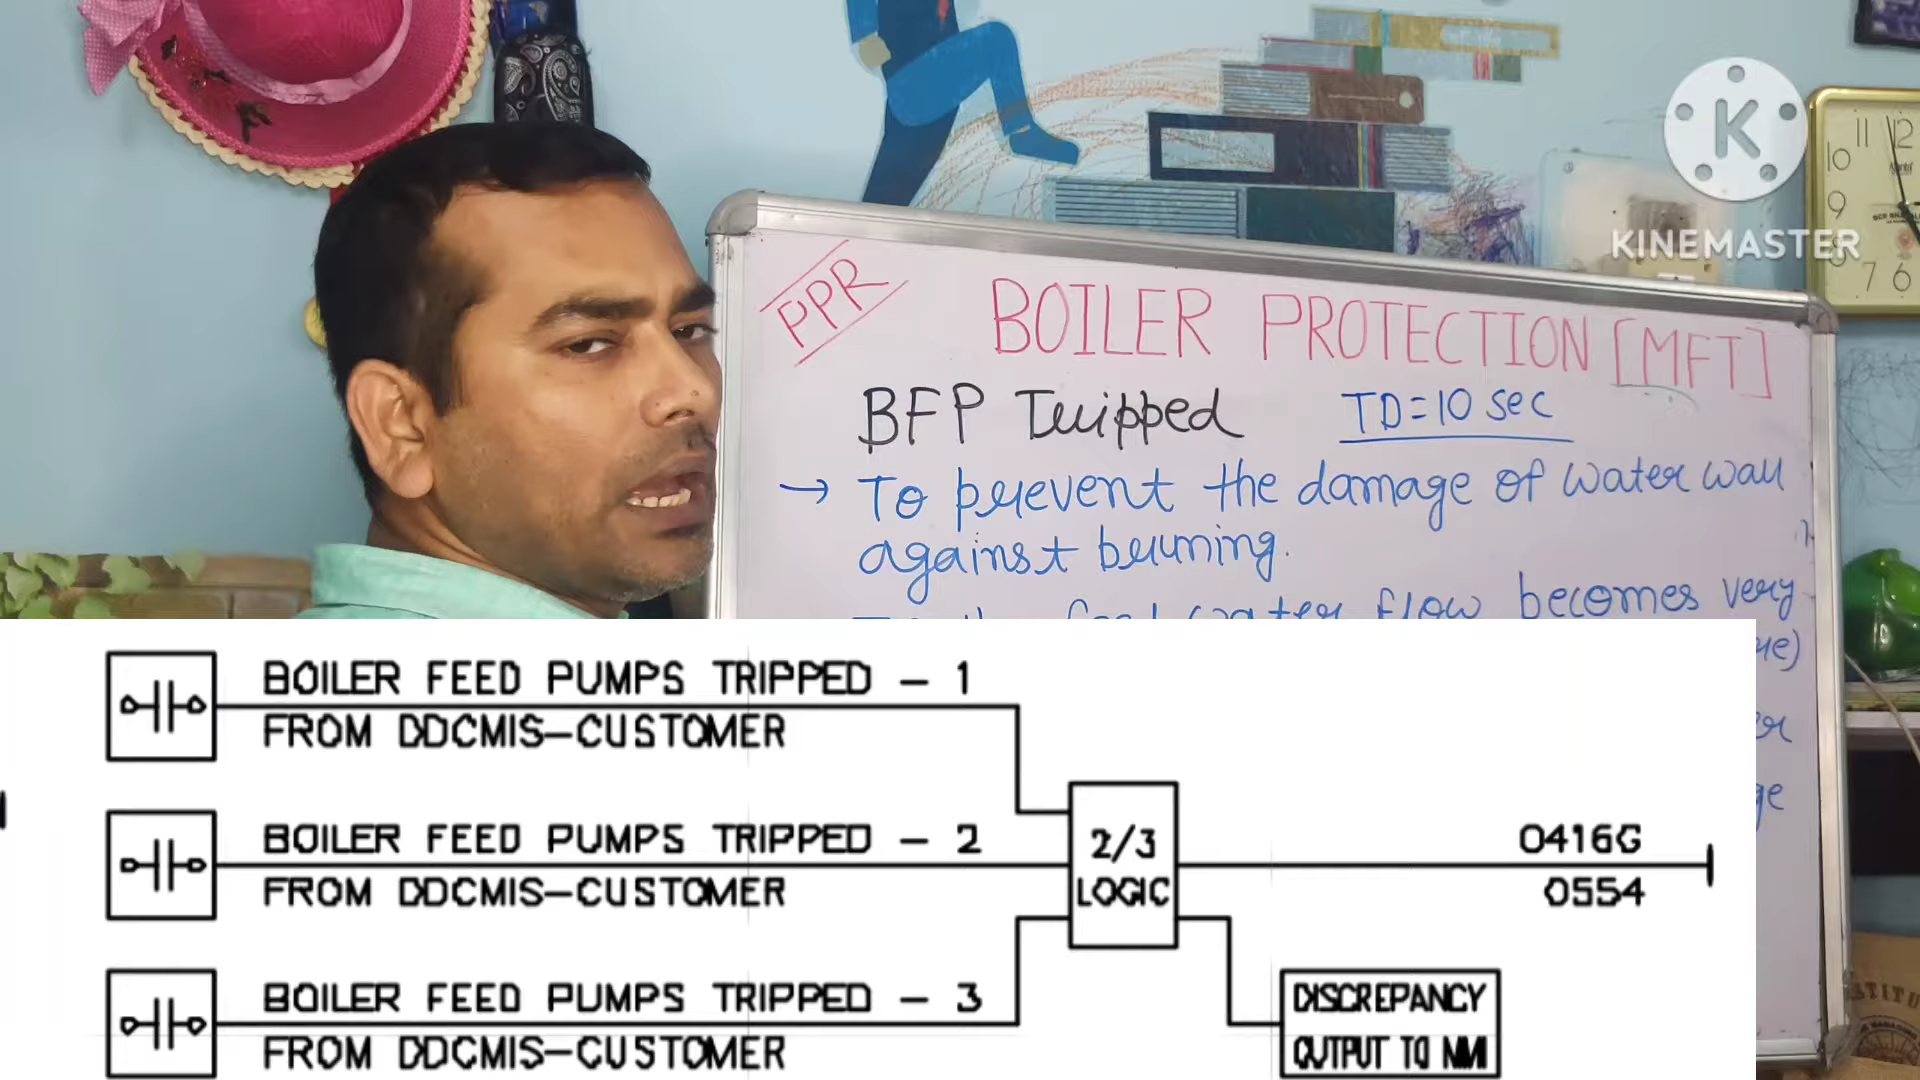 KINEMASTER
PPR
BOILER PROTECTION [MFT]
BFP Tripped TD=10 sec
→ To prevent the damage of water wall
against burning.
flow becomes very
BOILER FEED PUMPS TRIPPED - 1
FROM DDCMIS-CUSTOMER
BOILER FEED PUMPS TRIPPED - 2
FROM DDCMIS-CUSTOMER
BOILER FEED PUMPS TRIPPED - 3
FROM DDCMIS-CUSTOMER
2/3
LOGIC
0416G
0554
DISCREPANCY
OUTPUT TO